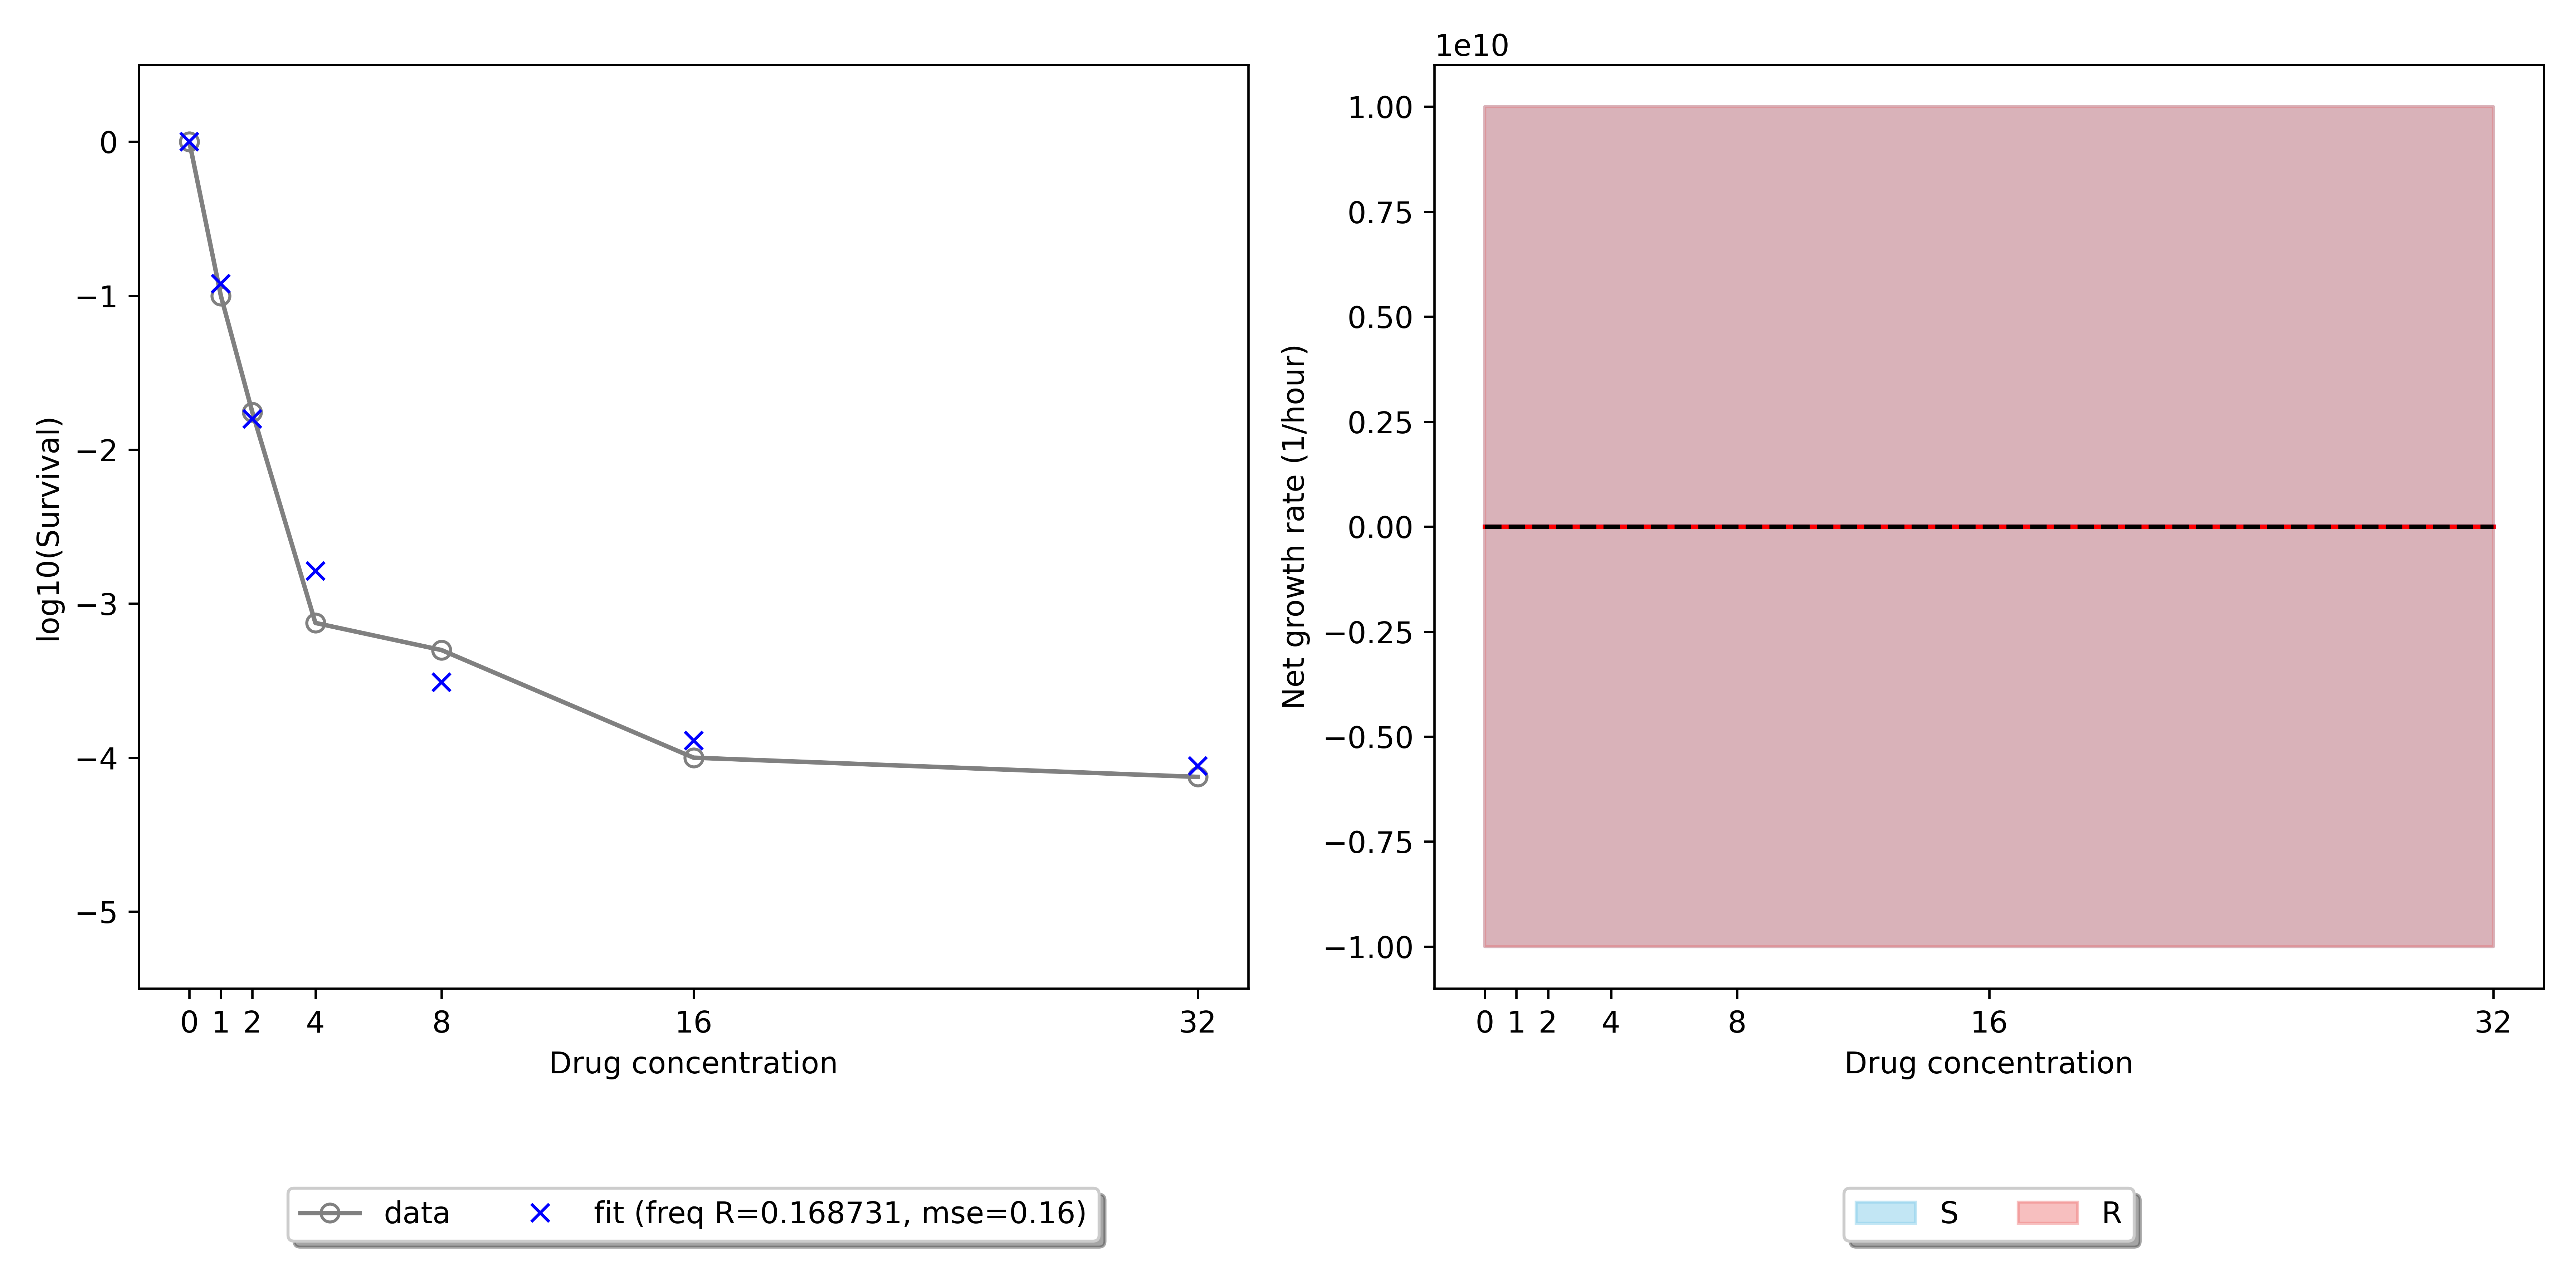 1e10
0
−1
−2
−3
−4
−5
log10(Survival)
0 1 2 4 8 16 32
Drug concentration
data
fit (freq R=0.168731, mse=0.16)
1.00
0.75
0.50
0.25
0.00
−0.25
−0.50
−0.75
−1.00
Net growth rate (1/hour)
0 1 2 4 8 16 32
Drug concentration
S
R